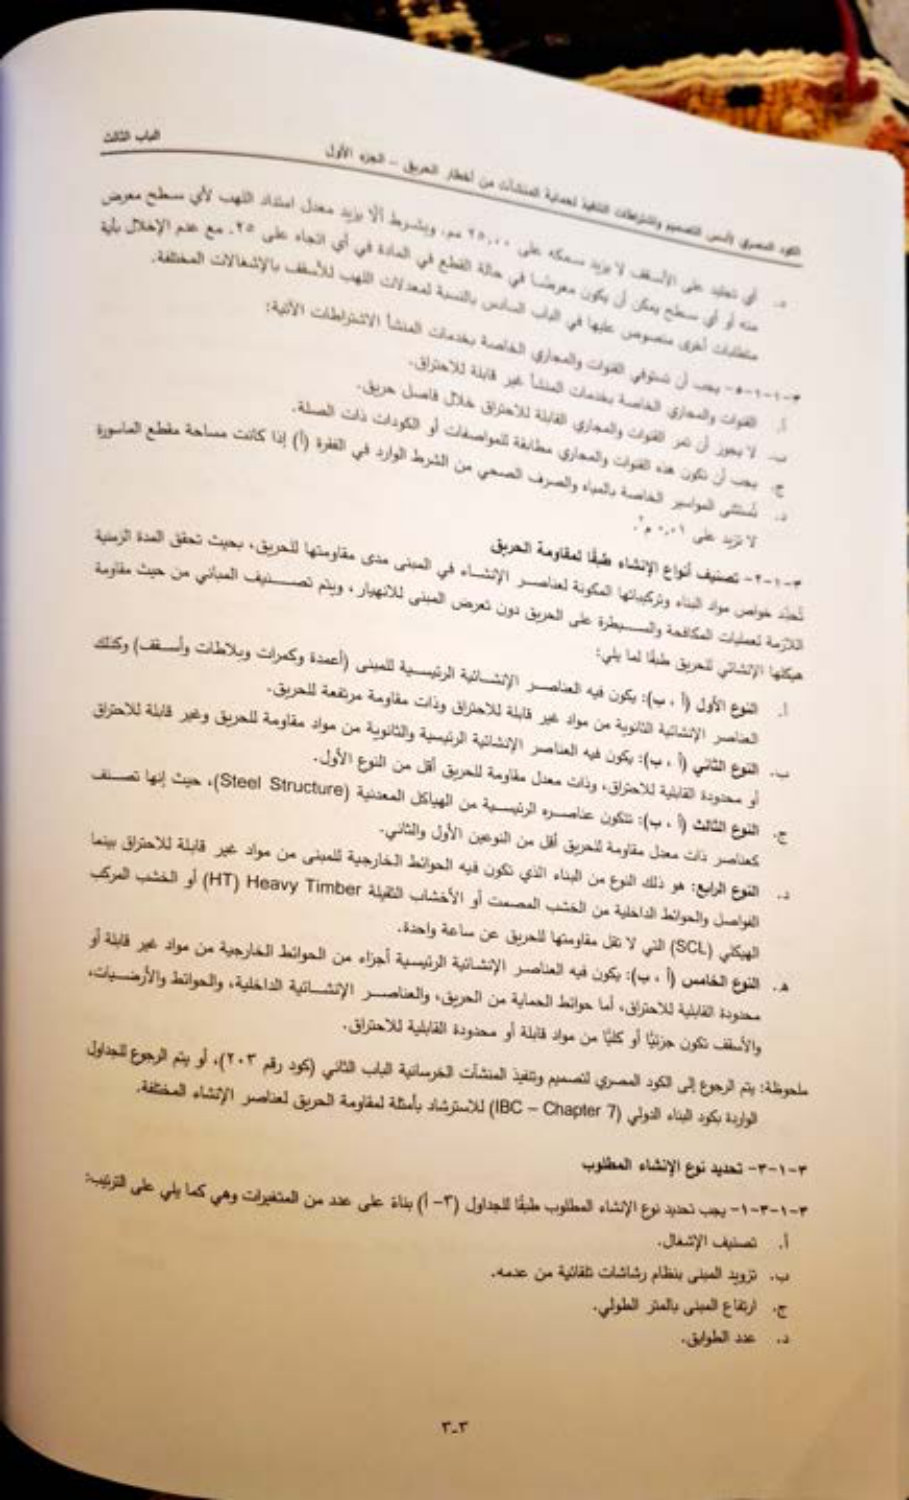 الكود المصري لأسس التصميم واشتراطات التنفيذ لحماية المنشآت من أخطار الحريق – الجزء الأول
الباب الثالث
ه. أي تجليد على الأسقف لا يزيد سمكه على ٢٥,٠٠ مم، وبشرط ألا يزيد معدل امتداد اللهب لأي سطح معرض
منه أو أي سطح يمكن أن يكون معرضًا في حالة القطع في المادة في أي اتجاه على ٢٥، مع عدم الإخلال بأية
متطلبات أخرى منصوص عليها في الباب السادس بالنسبة لمعدلات اللهب للأسقف بالإشغالات المختلفة.
٣-١-١-٥- يجب أن تستوفي القنوات والمجاري الخاصة بخدمات المنشأ الاشتراطات الآتية:
أ. القنوات والمجاري الخاصة بخدمات المنشأ غير قابلة للاحتراق.
ب. لا يجوز أن تمر القنوات والمجاري القابلة للاحتراق خلال فاصل حريق.
ج. يجب أن تكون هذه القنوات والمجاري مطابقة للمواصفات أو الكودات ذات الصلة.
د. تُستثنى المواسير الخاصة بالمياه والصرف الصحي من الشرط الوارد في الفقرة (أ) إذا كانت مساحة مقطع الماسورة
لا تزيد على ٠,٠١ م٢.
٣-١-٢- تصنيف أنواع الإنشاء طبقًا لمقاومة الحريق
تُحدد خواص مواد البناء وتركيباتها المكونة لعناصر الإنشاء في المبنى مدى مقاومتها للحريق، بحيث تحقق المدة الزمنية
اللازمة لعمليات المكافحة والسيطرة على الحريق دون تعرض المبنى للانهيار، ويتم تصنيف المباني من حيث مقاومة
هيكلها الإنشائي للحريق طبقًا لما يلي:
أ. النوع الأول (أ ، ب): يكون فيه العناصر الإنشائية الرئيسية للمبنى (أعمدة وكمرات وبلاطات وأسقف) وكذلك
العناصر الإنشائية الثانوية من مواد غير قابلة للاحتراق وذات مقاومة مرتفعة للحريق.
ب. النوع الثاني (أ ، ب): يكون فيه العناصر الإنشائية الرئيسية والثانوية من مواد مقاومة للحريق وغير قابلة للاحتراق
أو محدودة القابلية للاحتراق، وذات معدل مقاومة للحريق أقل من النوع الأول.
ج. النوع الثالث (أ ، ب): تتكون عناصره الرئيسية من الهياكل المعدنية (Steel Structure)، حيث إنها تصنف
كعناصر ذات معدل مقاومة للحريق أقل من النوعين الأول والثاني.
د. النوع الرابع: هو ذلك النوع من البناء الذي تكون فيه الحوائط الخارجية للمبنى من مواد غير قابلة للاحتراق بينما
الفواصل والحوائط الداخلية من الخشب المصمت أو الأخشاب الثقيلة Heavy Timber (HT) أو الخشب المركب
الهيكلي (SCL) التي لا تقل مقاومتها للحريق عن ساعة واحدة.
ه. النوع الخامس (أ ، ب): يكون فيه العناصر الإنشائية الرئيسية أجزاء من الحوائط الخارجية من مواد غير قابلة أو
محدودة القابلية للاحتراق، أما حوائط الحماية من الحريق، والعناصر الإنشائية الداخلية، والحوائط والأرضيات،
والأسقف تكون جزئيًا أو كليًا من مواد قابلة أو محدودة القابلية للاحتراق.
ملحوظة: يتم الرجوع إلى الكود المصري لتصميم وتنفيذ المنشآت الخرسانية الباب الثاني (كود رقم ٢٠٣)، أو يتم الرجوع للجداول
الواردة بكود البناء الدولي (IBC – Chapter 7) للاسترشاد بأمثلة لمقاومة الحريق لعناصر الإنشاء المختلفة.
٣-١-٣- تحديد نوع الإنشاء المطلوب
٣-١-٣-١- يجب تحديد نوع الإنشاء المطلوب طبقًا للجداول (٣- أ) بناءً على عدد من المتغيرات وهي كما يلي على الترتيب:
أ. تصنيف الإشغال.
ب. تزويد المبنى بنظام رشاشات تلقائية من عدمه.
ج. ارتفاع المبنى بالمتر الطولي.
د. عدد الطوابق.
٣-٣